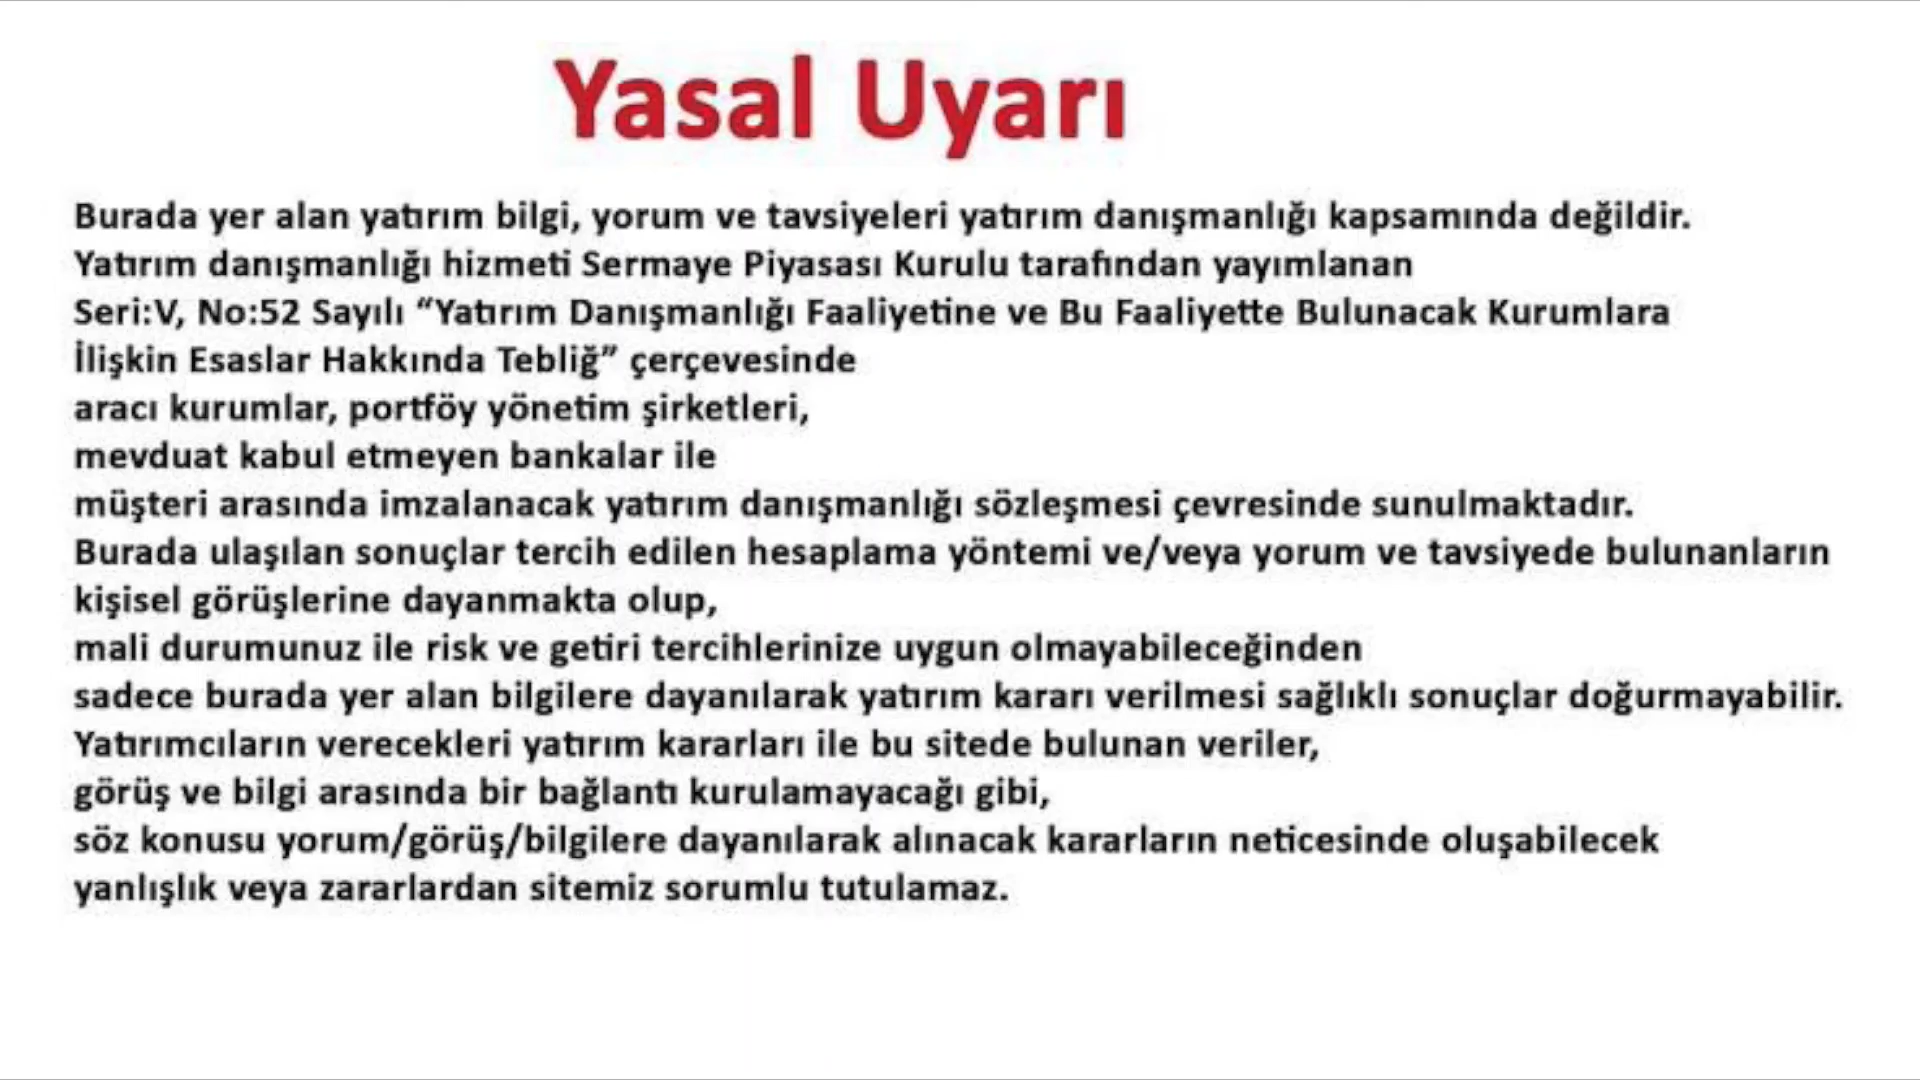 Yasal Uyarı
Burada yer alan yatırım bilgi, yorum ve tavsiyeleri yatırım danışmanlığı kapsamında değildir.
Yatırım danışmanlığı hizmeti Sermaye Piyasası Kurulu tarafından yayımlanan
Seri:V, No:52 Sayılı “Yatırım Danışmanlığı Faaliyetine ve Bu Faaliyette Bulunacak Kurumlara
İlişkin Esaslar Hakkında Tebliğ” çerçevesinde
aracı kurumlar, portföy yönetim şirketleri,
mevduat kabul etmeyen bankalar ile
müşteri arasında imzalanacak yatırım danışmanlığı sözleşmesi çevresinde sunulmaktadır.
Burada ulaşılan sonuçlar tercih edilen hesaplama yöntemi ve/veya yorum ve tavsiyede bulunanların
kişisel görüşlerine dayanmakta olup,
mali durumunuz ile risk ve getiri tercihlerinize uygun olmayabileceğinden
sadece burada yer alan bilgilere dayanılarak yatırım kararı verilmesi sağlıklı sonuçlar doğurmayabilir.
Yatırımcıların verecekleri yatırım kararları ile bu sitede bulunan veriler,
görüş ve bilgi arasında bir bağlantı kurulamayacağı gibi,
söz konusu yorum/görüş/bilgilere dayanılarak alınacak kararların neticesinde oluşabilecek
yanlışlık veya zararlardan sitemiz sorumlu tutulamaz.